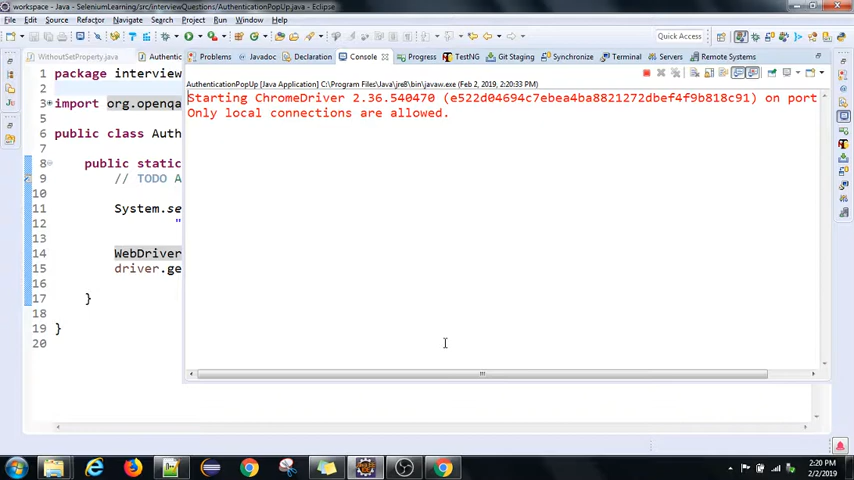 workspace - Java - SeleniumLearning/src/interviewQuestions/AuthenticationPopUp.java - Eclipse
File Edit Source Refactor Navigate Search Project Run Window Help
Quick Access
WithoutSetProperty.java
Authentic
Problems Javadoc Declaration Console Progress TestNG Git Staging Synchronize Terminal Servers Remote Systems
AuthenticationPopUp [Java Application] C:\Program Files\Java\jre8\bin\javaw.exe (Feb 2, 2019, 2:20:33 PM)
Starting ChromeDriver 2.36.540470 (e522d04694c7ebea4ba8821272dbef4f9b818c91) on port
Only local connections are allowed.
1 package interview
2
3 import org.openqa
5
6 public class Auth
7
8 public static
9 // TODO A
10
11 System.se
12 "
13
14 WebDriver
15 driver.ge
16
17 }
18
19 }
20
2:20 PM
2/2/2019